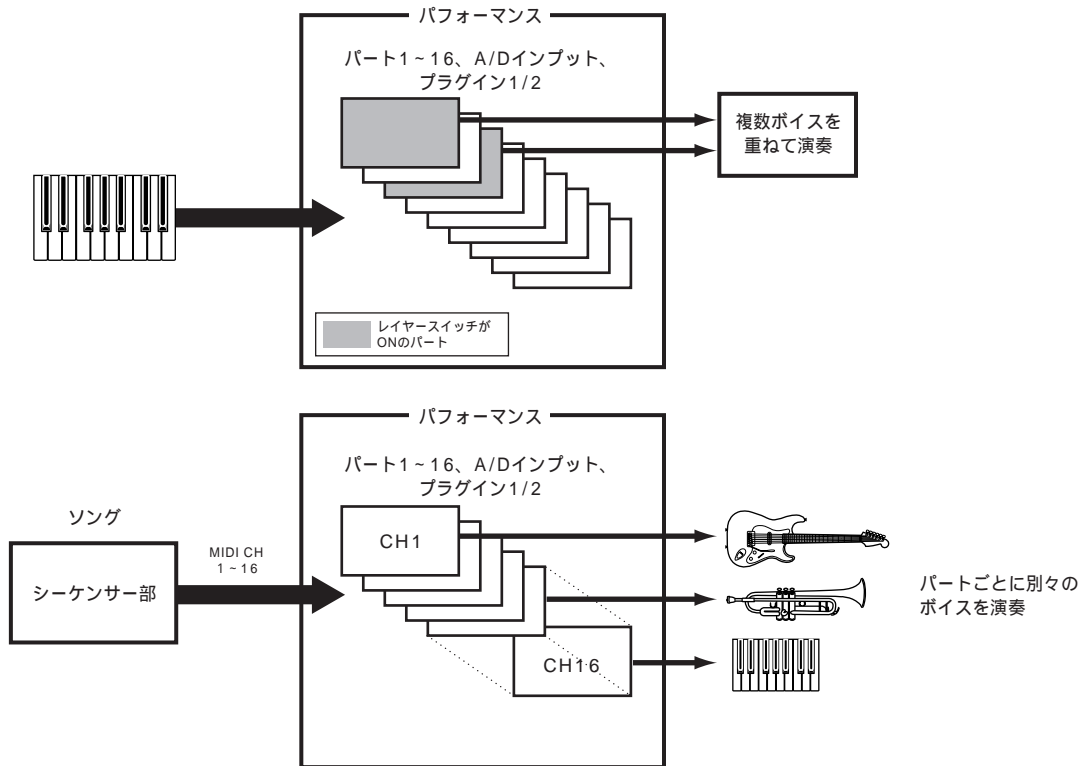 パフォーマンス
パート1~16、A/Dインプット、
プラグイン1/2
複数ボイスを
重ねて演奏
レイヤースイッチが
ONのパート
パフォーマンス
パート1~16、A/Dインプット、
プラグイン1/2
ソング
シーケンサー部
MIDI CH
1~16
CH1
CH16
パートごとに別々の
ボイスを演奏